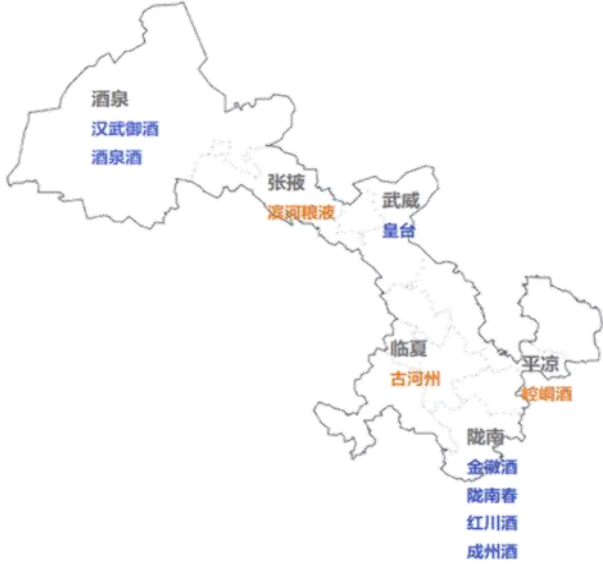 酒泉
汉武御酒
酒泉酒
张掖
滨河粮液
武威
皇台
临夏
古河州
平凉
崆峒酒
陇南
金徽酒
陇南春
红川酒
成州酒